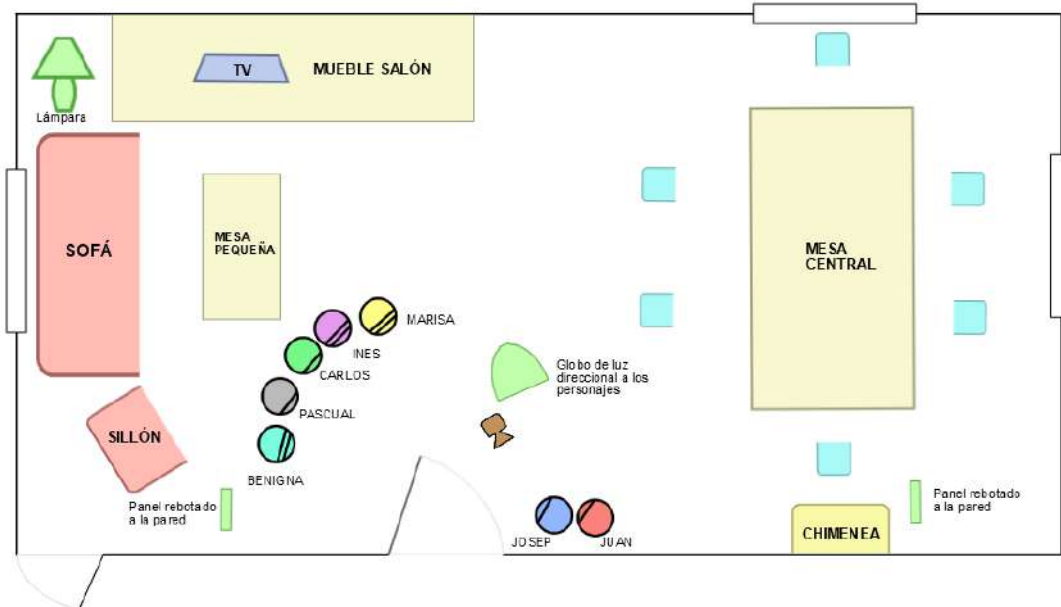 TV
MUEBLE SALÓN
Lámpara
SOFÁ
MESA
PEQUEÑA
MESA
CENTRAL
MARISA
INES
CARLOS
Globo de luz
direccional a los
personajes
PASCUAL
SILLÓN
BENIGNA
Panel rebotado
a la pared
Panel rebotado
a la pared
JOSEP
JUAN
CHIMENEA